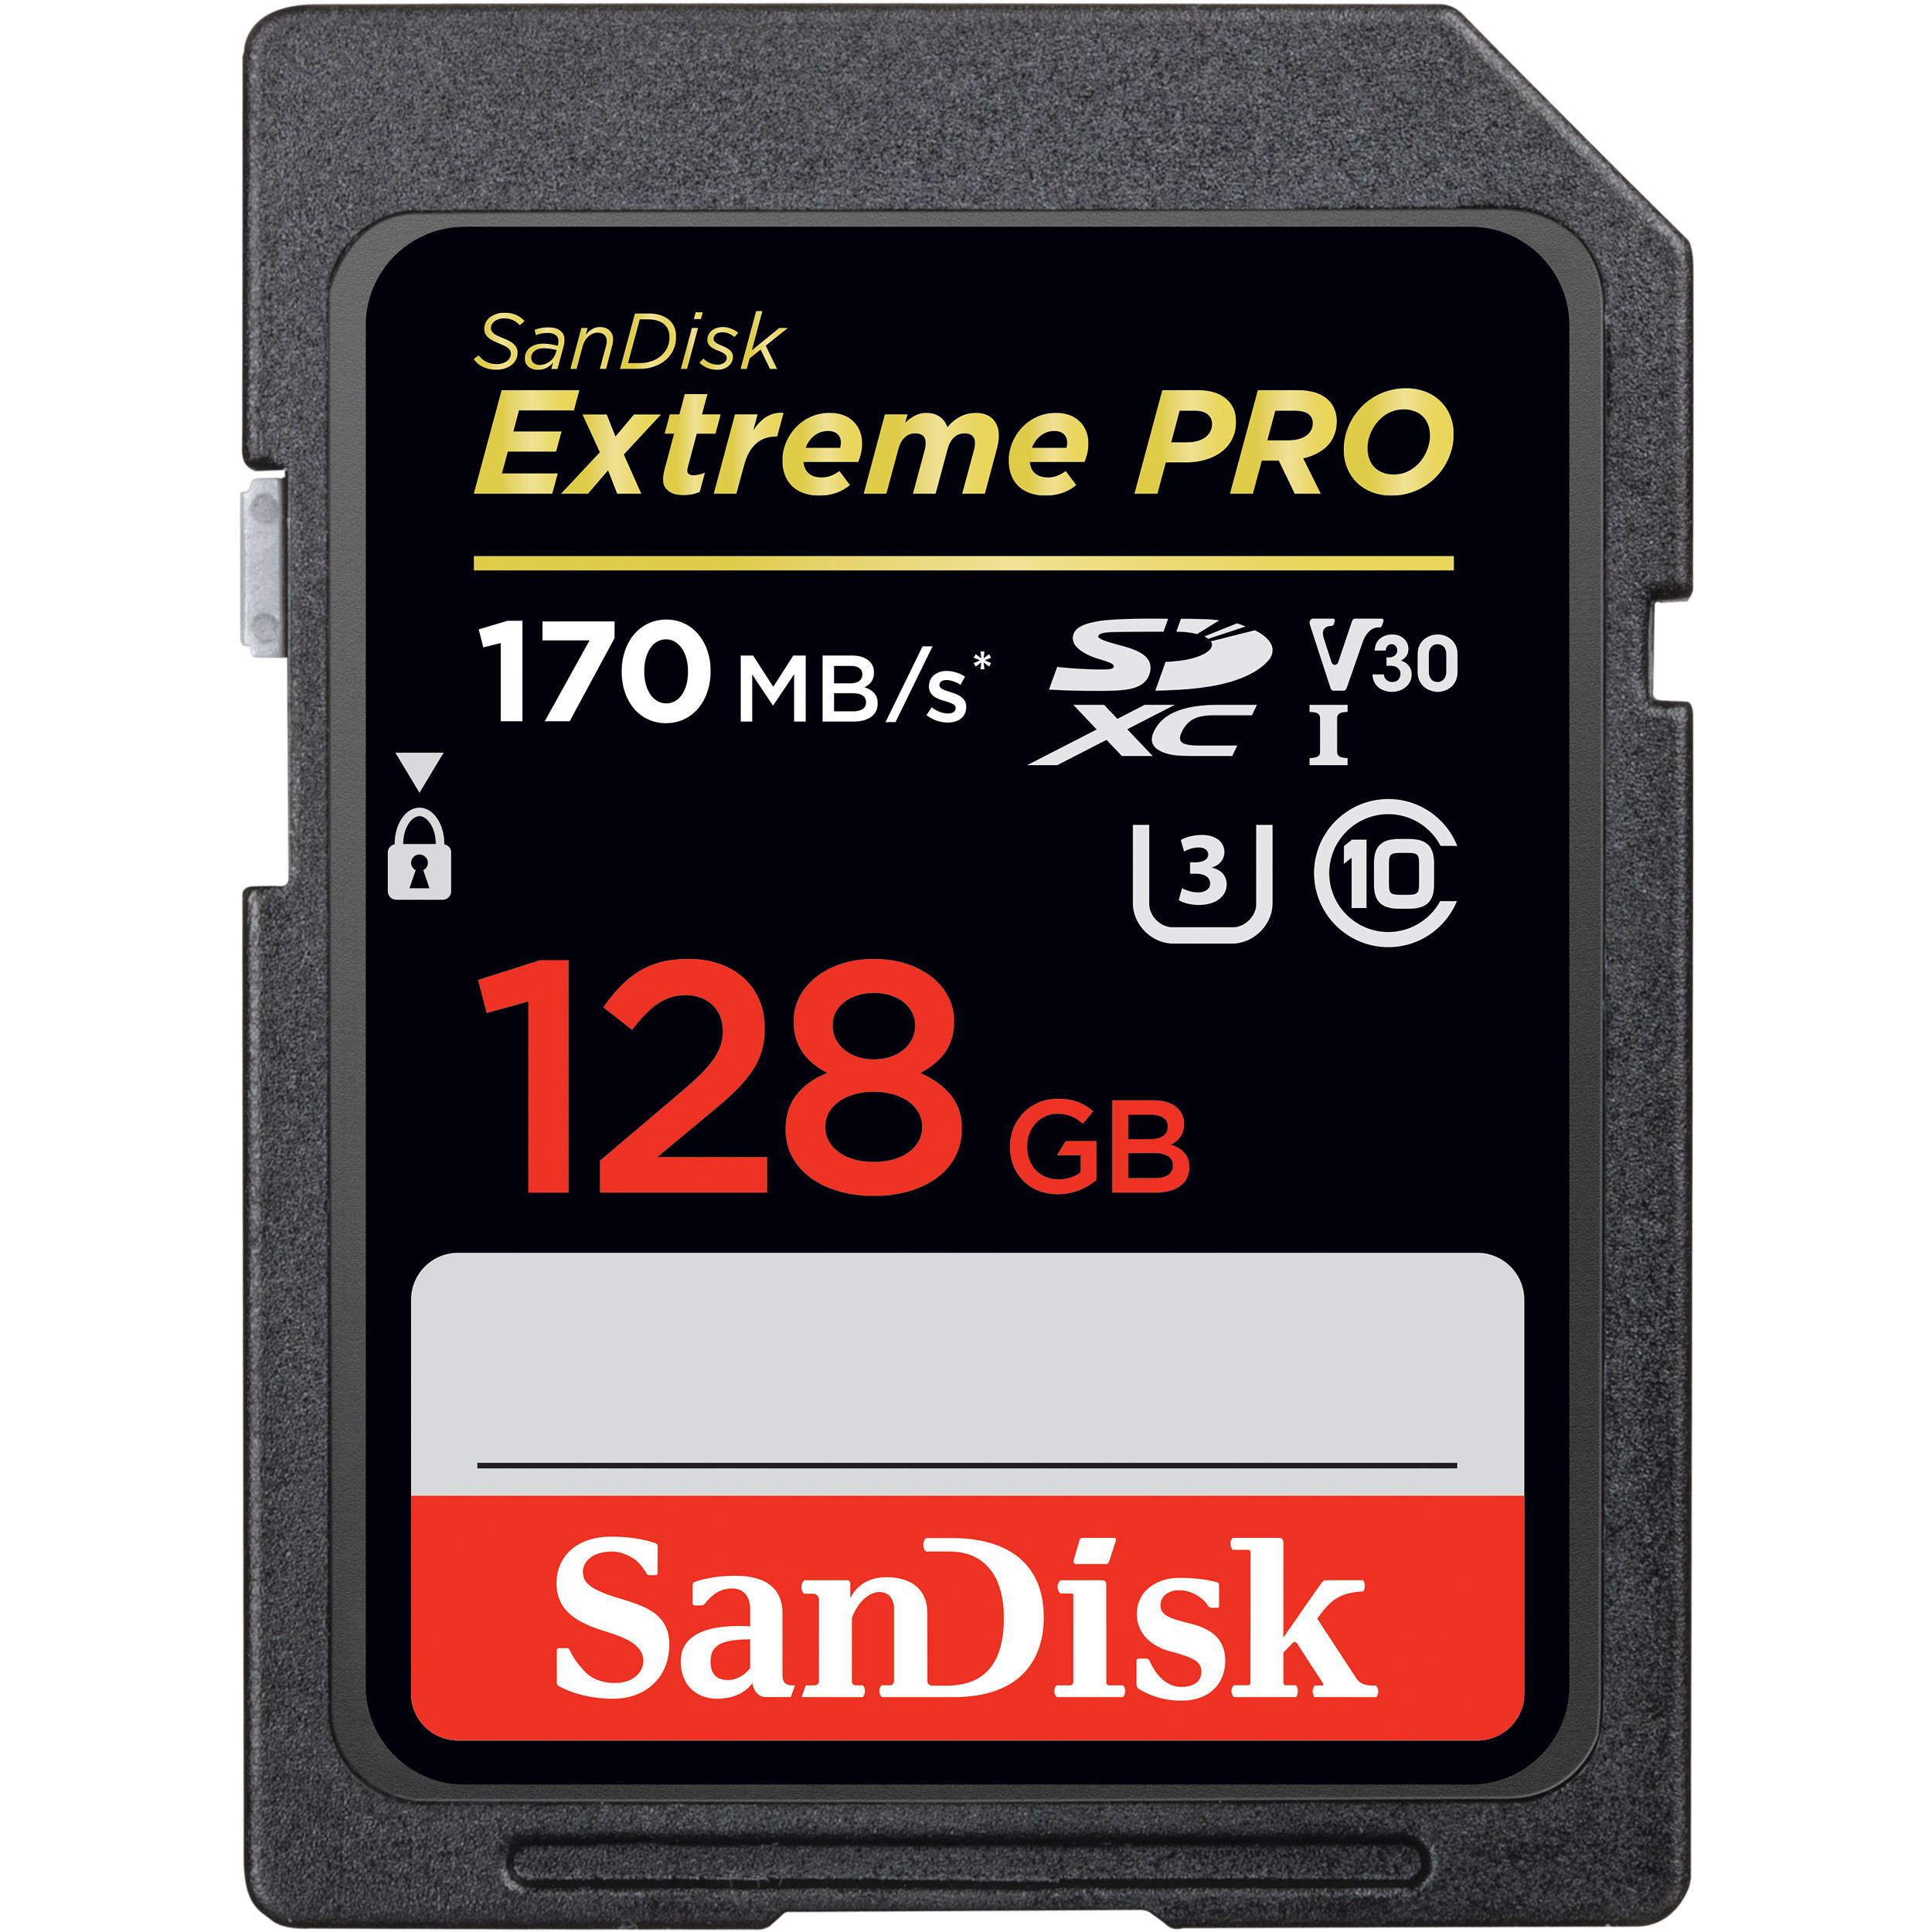 SanDisk
Extreme PRO
170 MB/s*
SD XC
V30
I
3
10
128 GB
SanDisk